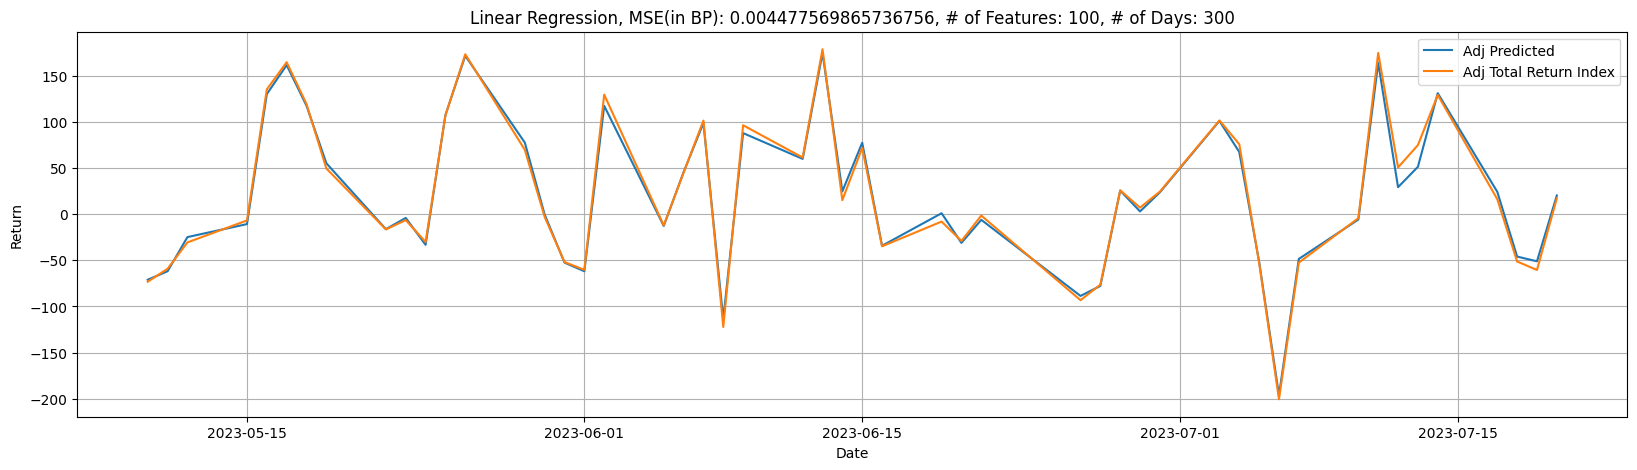 Linear Regression, MSE(in BP): 0.004477569865736756, # of Features: 100, # of Days: 300
Adj Predicted
Adj Total Return Index
Return
150
100
50
0
−50
−100
−150
−200
2023-05-15
2023-06-01
2023-06-15
2023-07-01
2023-07-15
Date